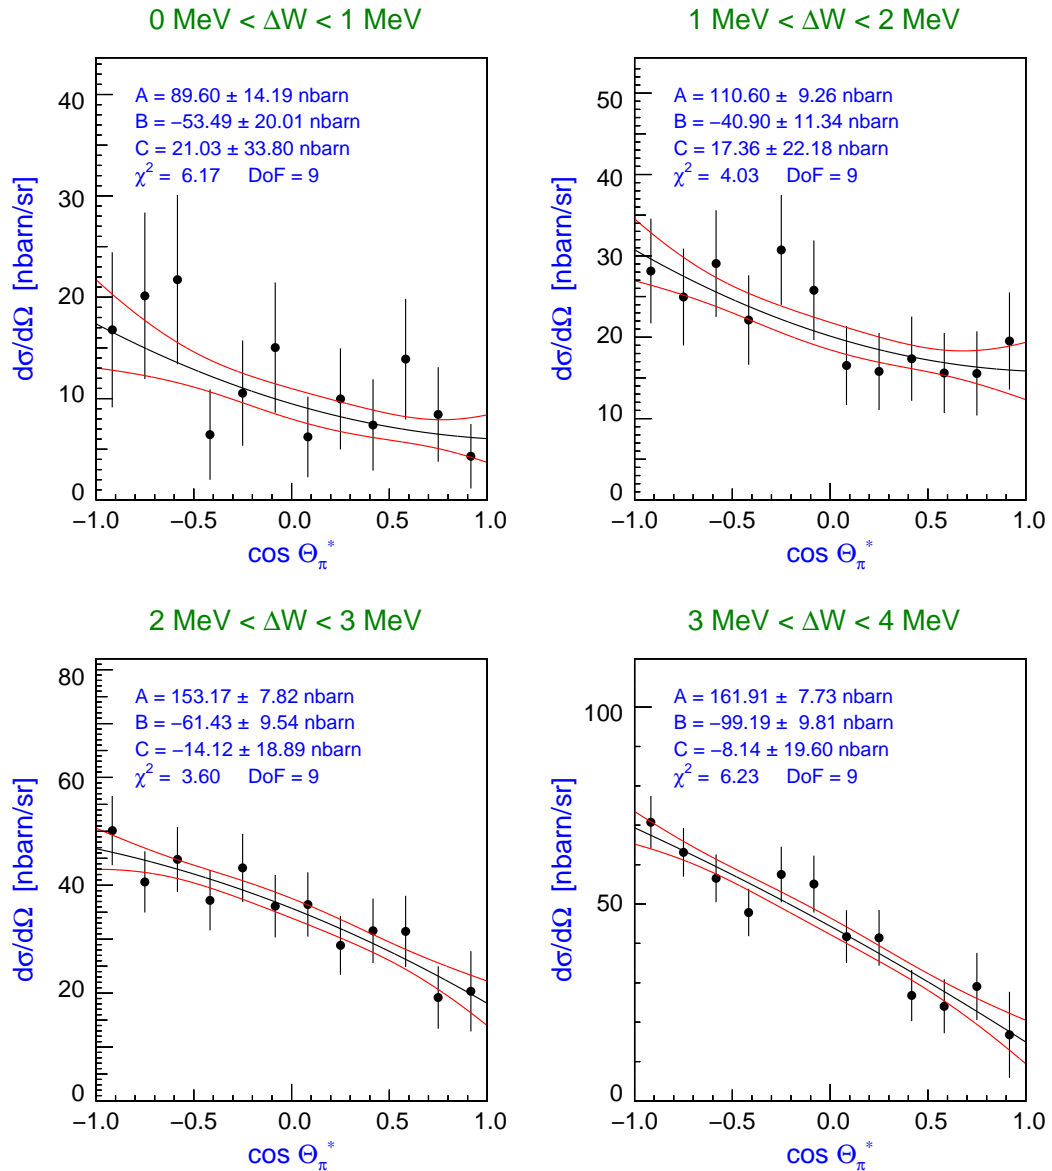 0 MeV < ΔW < 1 MeV
A = 89.60 ± 14.19 nbarn
B = −53.49 ± 20.01 nbarn
C = 21.03 ± 33.80 nbarn
χ² = 6.17 DoF = 9
dσ/dΩ [nbarn/sr]
40
30
20
10
0
−1.0 −0.5 0.0 0.5 1.0
cos Θπ*
1 MeV < ΔW < 2 MeV
A = 110.60 ± 9.26 nbarn
B = −40.90 ± 11.34 nbarn
C = 17.36 ± 22.18 nbarn
χ² = 4.03 DoF = 9
dσ/dΩ [nbarn/sr]
50
40
30
20
10
0
−1.0 −0.5 0.0 0.5 1.0
cos Θπ*
2 MeV < ΔW < 3 MeV
A = 153.17 ± 7.82 nbarn
B = −61.43 ± 9.54 nbarn
C = −14.12 ± 18.89 nbarn
χ² = 3.60 DoF = 9
dσ/dΩ [nbarn/sr]
80
60
40
20
0
−1.0 −0.5 0.0 0.5 1.0
cos Θπ*
3 MeV < ΔW < 4 MeV
A = 161.91 ± 7.73 nbarn
B = −99.19 ± 9.81 nbarn
C = −8.14 ± 19.60 nbarn
χ² = 6.23 DoF = 9
dσ/dΩ [nbarn/sr]
100
50
0
−1.0 −0.5 0.0 0.5 1.0
cos Θπ*